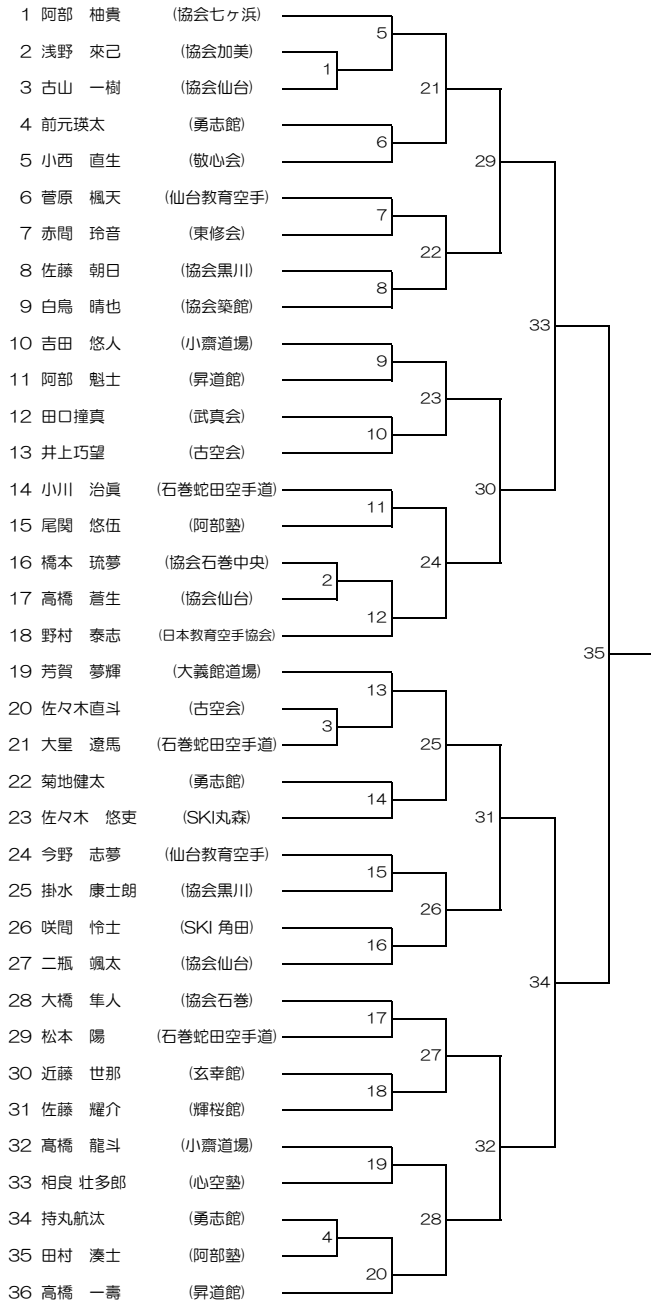 1 阿部　柚貴 (協会七ヶ浜)
5
2 浅野　來己 (協会加美)
1
3 古山　一樹 (協会仙台)
21
4 前元瑛太 (勇志館)
6
5 小西　直生 (敬心会)
29
6 菅原　楓天 (仙台教育空手)
7
7 赤間　玲音 (東修会)
22
8 佐藤　朝日 (協会黒川)
8
9 白鳥　晴也 (協会築館)
33
10 吉田　悠人 (小齋道場)
9
11 阿部　魁士 (昇道館)
23
12 田口撞真 (武真会)
10
13 井上巧望 (古空会)
14 小川　治眞 (石巻蛇田空手道)
30
11
15 尾関　悠伍 (阿部塾)
16 橋本　琉夢 (協会石巻中央)
24
2
17 高橋　蒼生 (協会仙台)
12
18 野村　泰志 (日本教育空手協会)
35
19 芳賀　夢輝 (大義館道場)
13
20 佐々木直斗 (古空会)
3
21 大星　遼馬 (石巻蛇田空手道)
25
22 菊地健太 (勇志館)
14
23 佐々木　悠吏 (SKI丸森)
31
24 今野　志夢 (仙台教育空手)
15
25 掛水　康士朗 (協会黒川)
26
26 咲間　怜士 (SKI 角田)
16
27 二瓶　颯太 (協会仙台)
34
28 大橋　隼人 (協会石巻)
17
29 松本　陽 (石巻蛇田空手道)
27
30 近藤　世那 (玄幸館)
18
31 佐藤　耀介 (輝桜館)
32 髙橋　龍斗 (小齋道場)
32
19
33 相良 壮多郎 (心空塾)
34 持丸航汰 (勇志館)
28
4
35 田村　湊士 (阿部塾)
20
36 高橋　一壽 (昇道館)